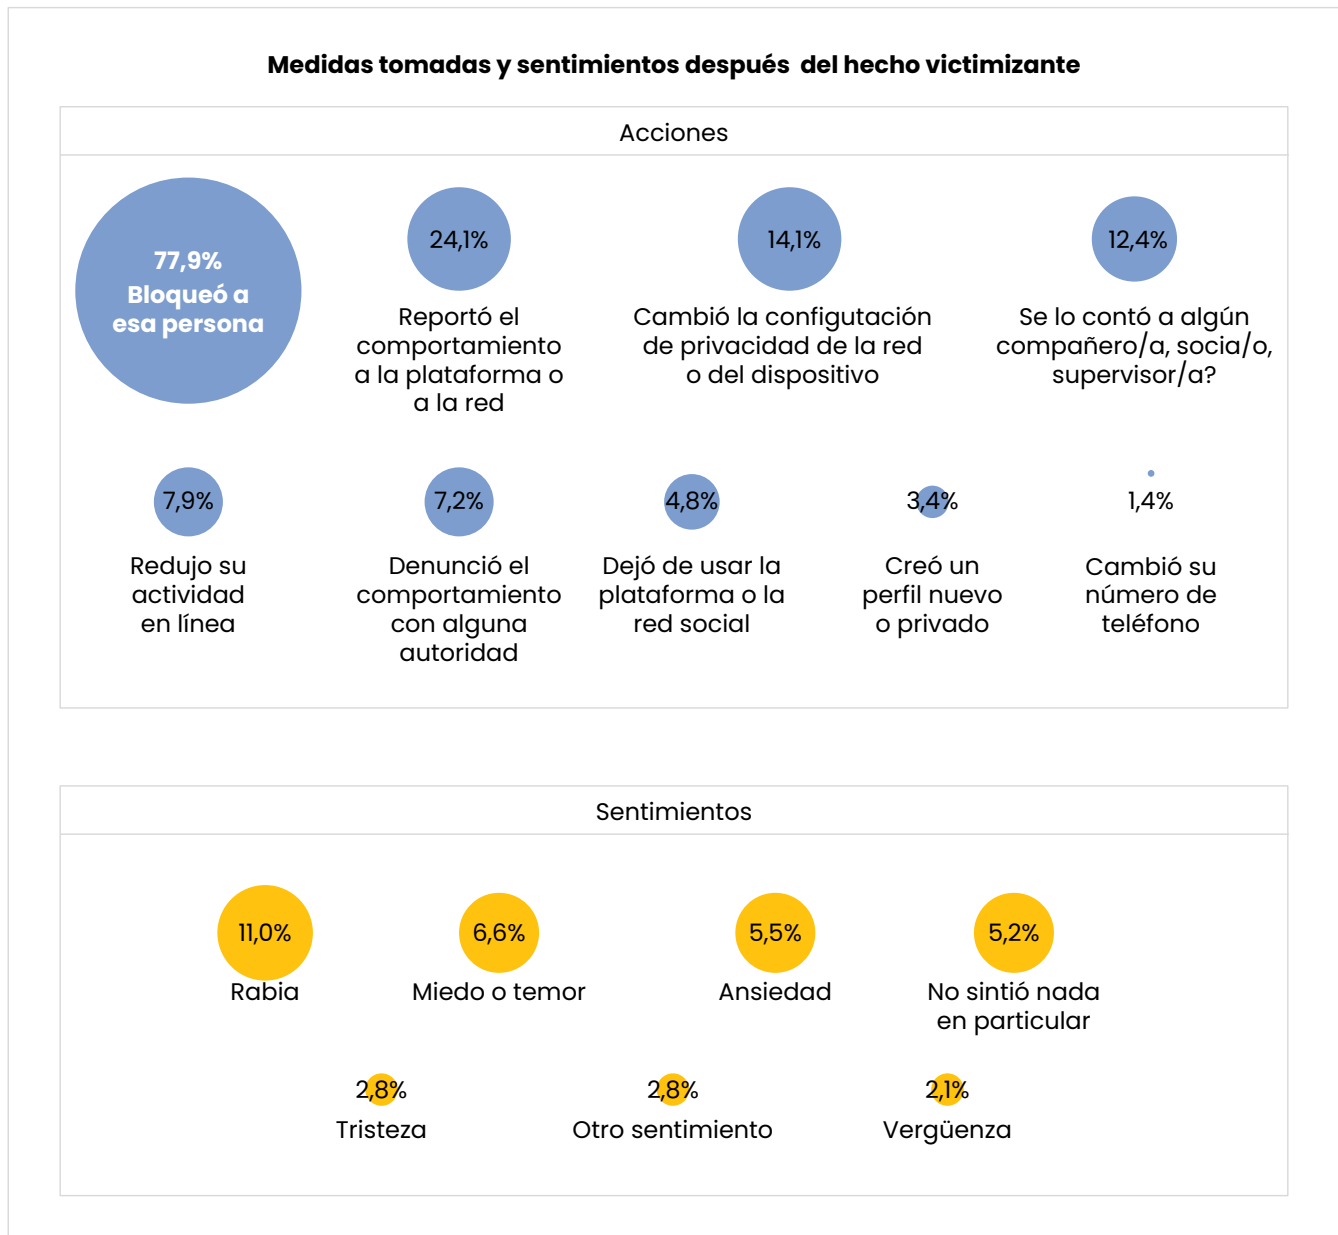 Medidas tomadas y sentimientos después del hecho victimizante
Acciones
77,9%
Bloqueó a
esa persona
24,1%
Reportó el
comportamiento
a la plataforma o
a la red
14,1%
Cambió la configutación
de privacidad de la red
o del dispositivo
12,4%
Se lo contó a algún
compañero/a, socia/o,
supervisor/a?
7,9%
Redujo su
actividad
en línea
7,2%
Denunció el
comportamiento
con alguna
autoridad
4,8%
Dejó de usar la
plataforma o la
red social
3,4%
Creó un
perfil nuevo
o privado
1,4%
Cambió su
número de
teléfono
Sentimientos
11,0%
Rabia
6,6%
Miedo o temor
5,5%
Ansiedad
5,2%
No sintió nada
en particular
2,8%
Tristeza
2,8%
Otro sentimiento
2,1%
Vergüenza